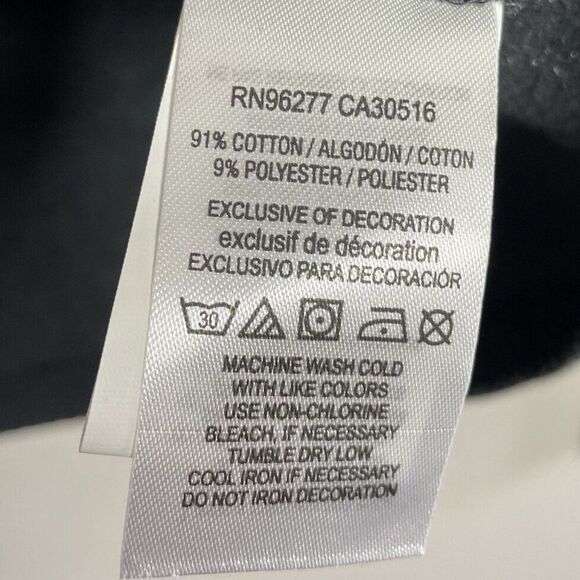 RN96277 CA30516
91% COTTON / ALGODÓN / COTON
9% POLYESTER / POLIESTER
EXCLUSIVE OF DECORATION
exclusif de décoration
EXCLUSIVO PARA DECORACIÓR
30
MACHINE WASH COLD
WITH LIKE COLORS
USE NON-CHLORINE
BLEACH, IF NECESSARY
TUMBLE DRY LOW
COOL IRON IF NECESSARY
DO NOT IRON DECORATION